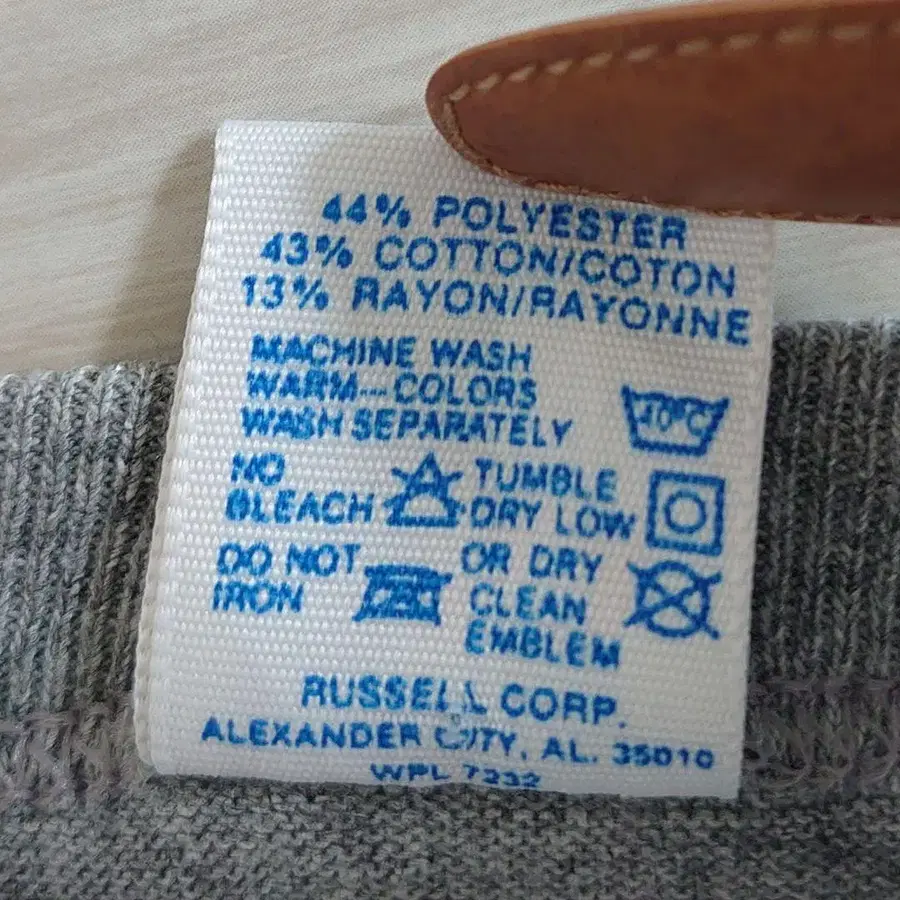 44% POLYESTER
43% COTTON/COTON
13% RAYON/RAYONNE
MACHINE WASH
WARM--COLORS
WASH SEPARATELY
40°C
NO
BLEACH
TUMBLE
DRY LOW
DO NOT
IRON
OR DRY
CLEAN
EMBLEM
RUSSELL CORP.
ALEXANDER CITY, AL. 35010
WPL 7232